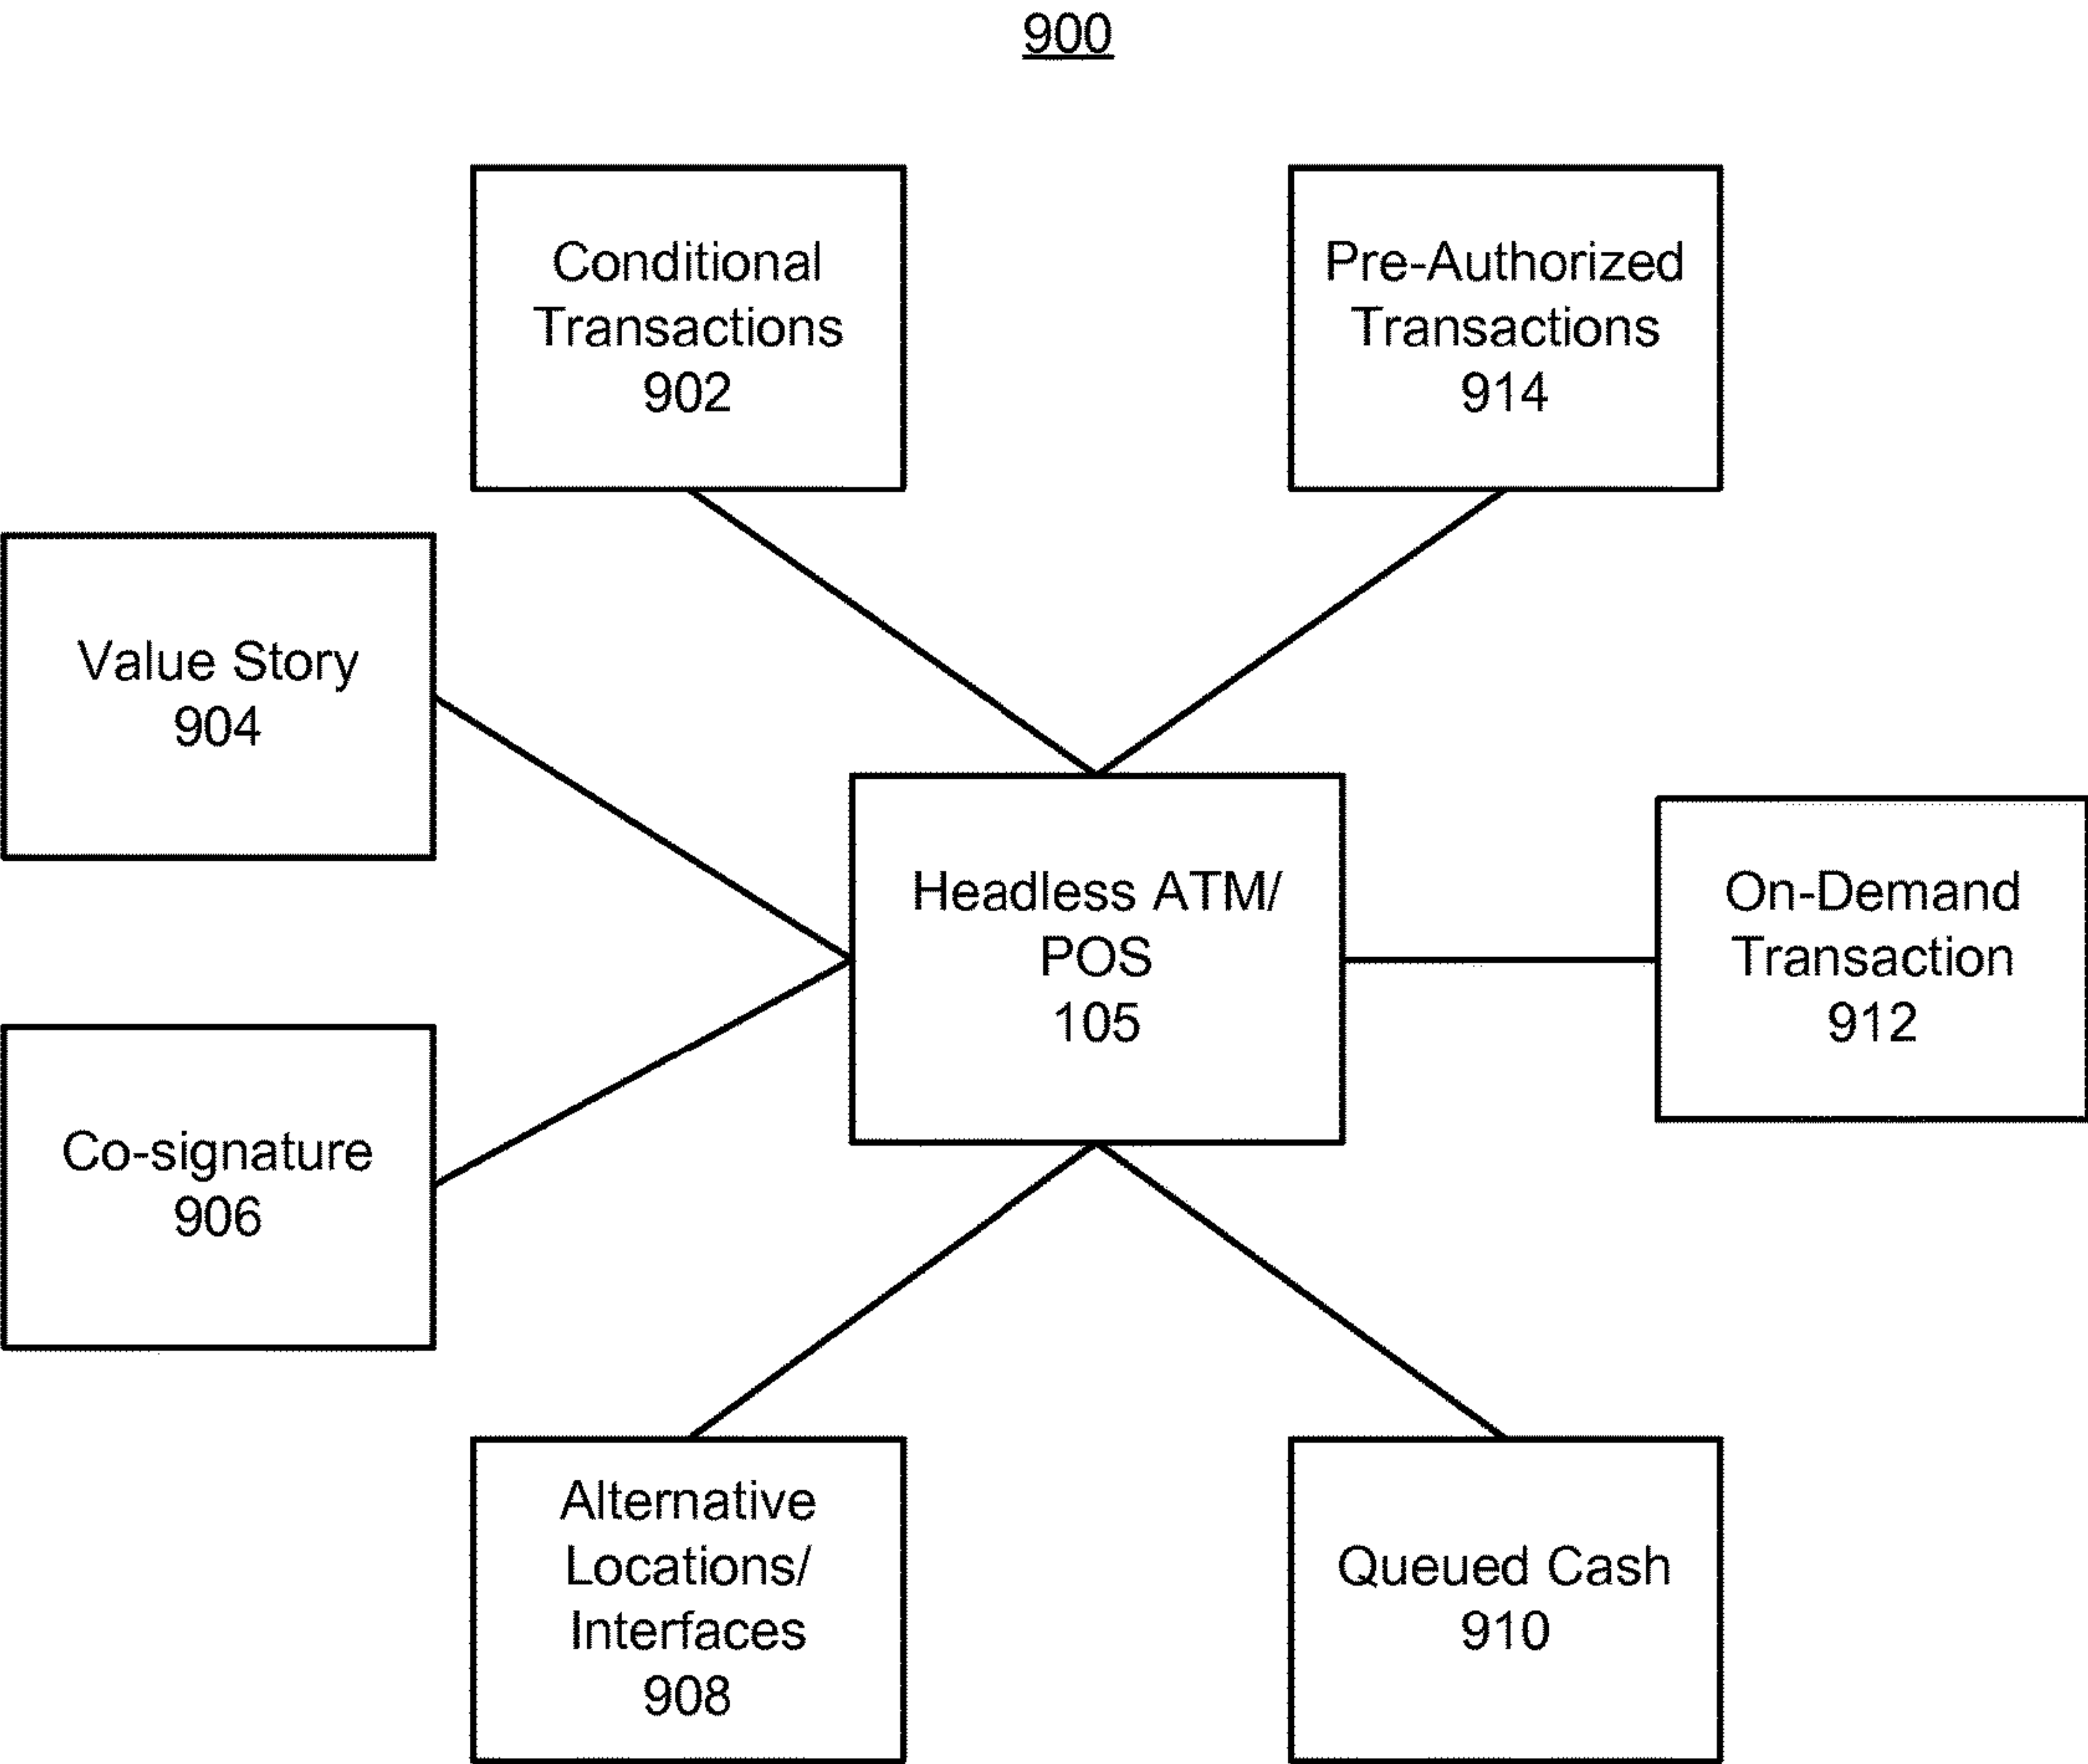 900
Conditional
Transactions
902
Pre-Authorized
Transactions
914
Value Story
904
Headless ATM/
POS
105
On-Demand
Transaction
912
Co-signature
906
Alternative
Locations/
Interfaces
908
Queued Cash
910